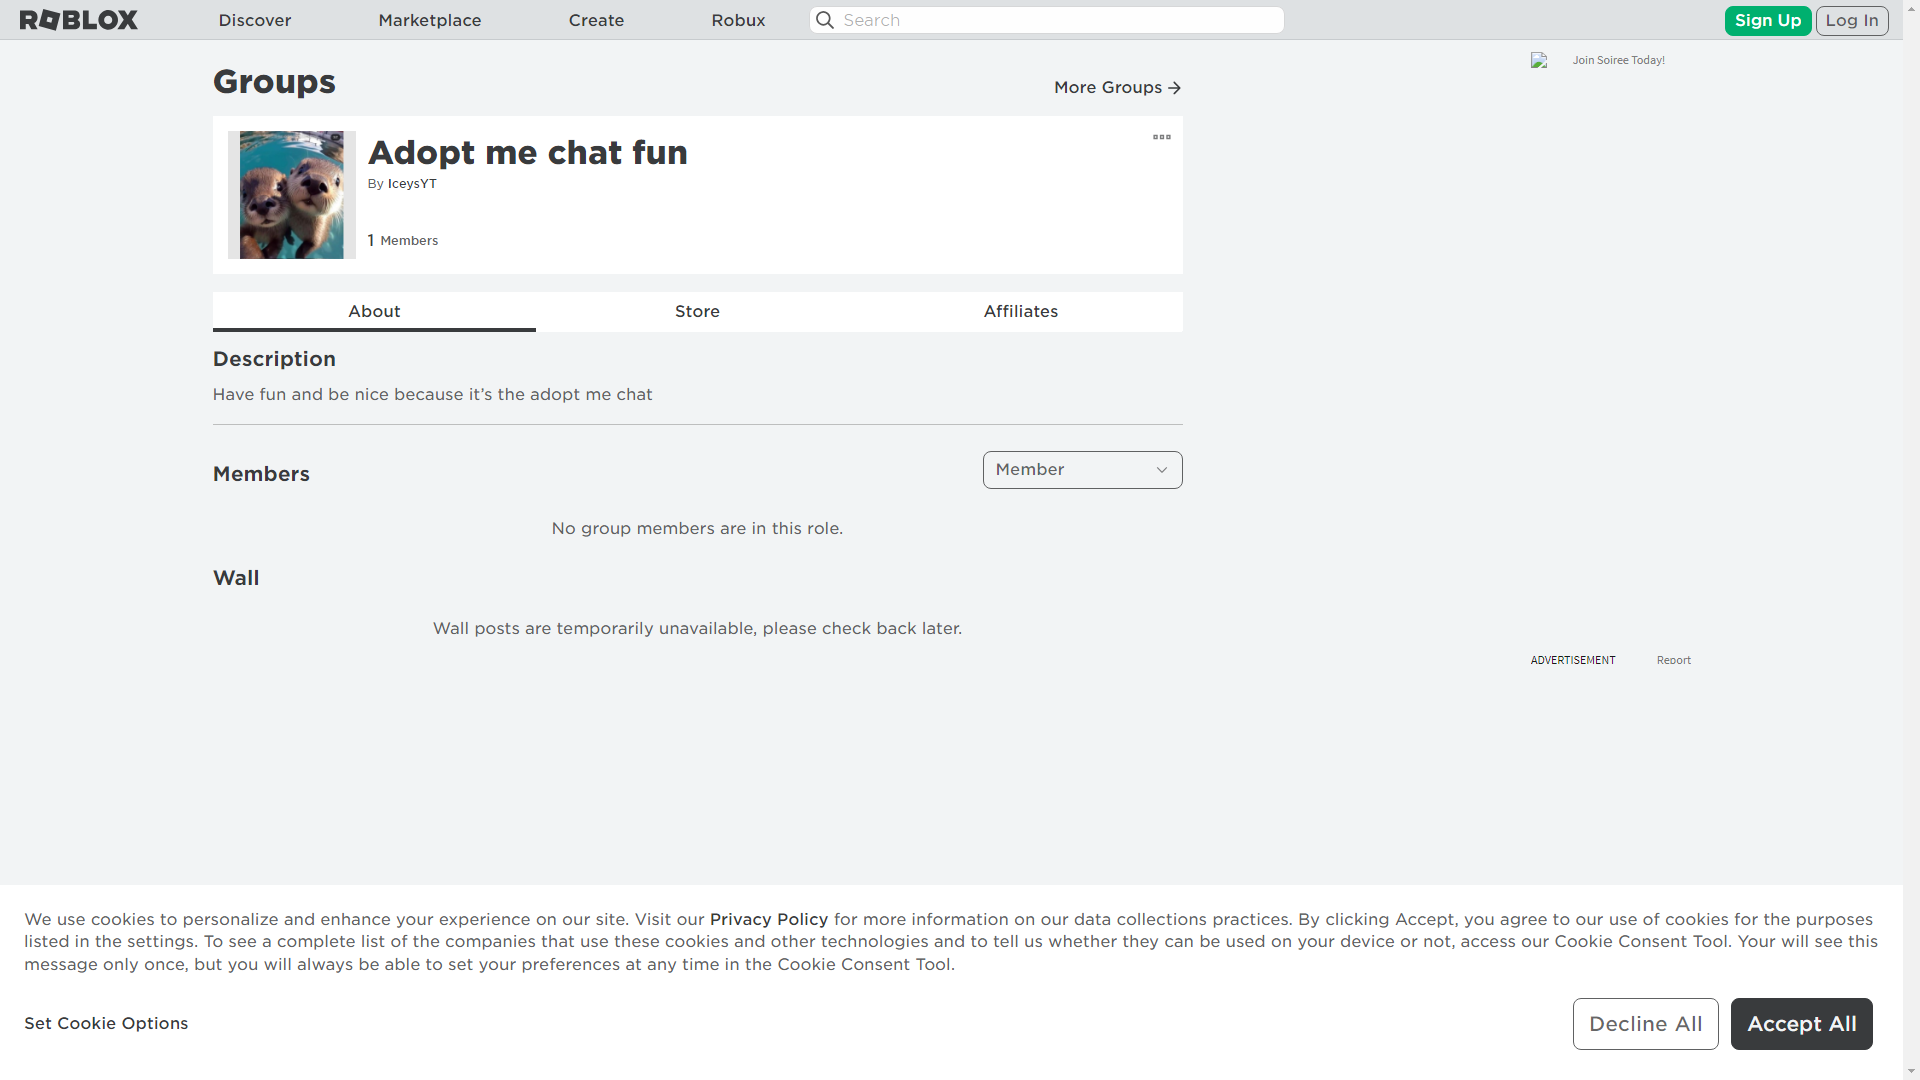 ROBLOX
Discover
Marketplace
Create
Robux
Search
Sign Up
Log In
Groups
More Groups
Join Soiree Today!
Adopt me chat fun
By IceysYT
1 Members
About
Store
Affiliates
Description
Have fun and be nice because it’s the adopt me chat
Members
Member
No group members are in this role.
Wall
Wall posts are temporarily unavailable, please check back later.
ADVERTISEMENT
Report
We use cookies to personalize and enhance your experience on our site. Visit our Privacy Policy for more information on our data collections practices. By clicking Accept, you agree to our use of cookies for the purposes
listed in the settings. To see a complete list of the companies that use these cookies and other technologies and to tell us whether they can be used on your device or not, access our Cookie Consent Tool. Your will see this
message only once, but you will always be able to set your preferences at any time in the Cookie Consent Tool.
Set Cookie Options
Decline All
Accept All